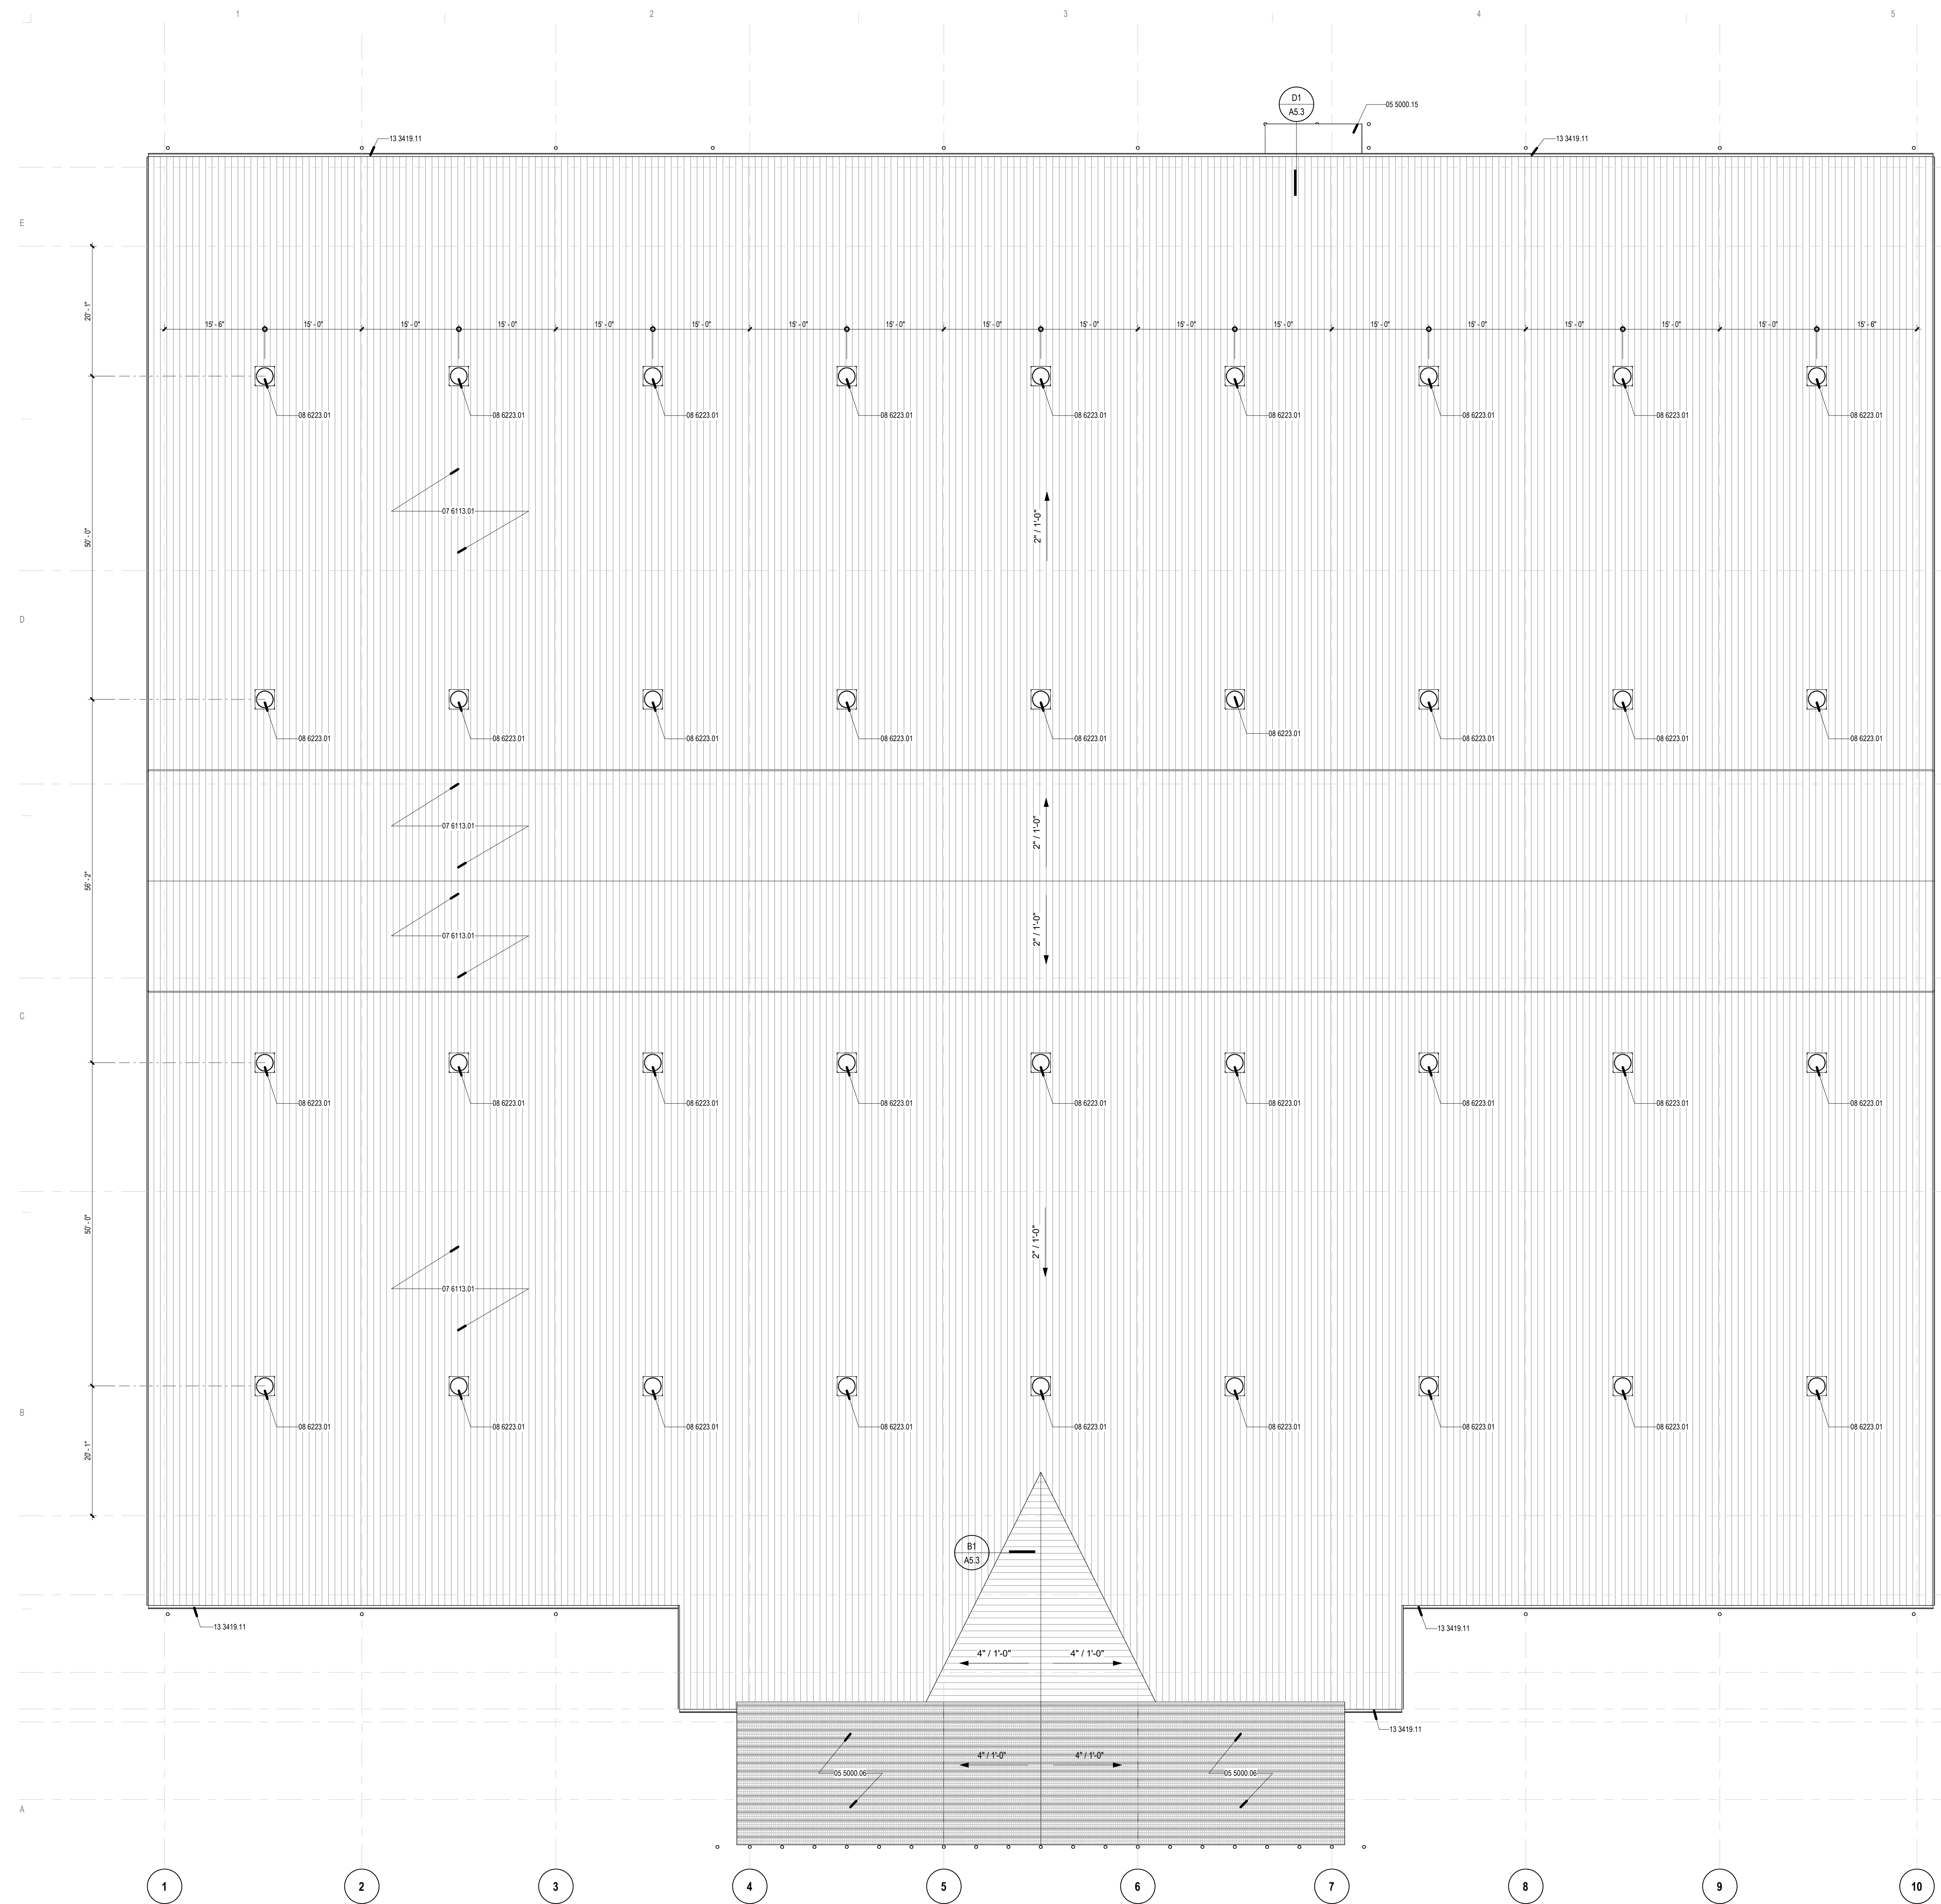 1 2 3 4 5
D1
A5.3
05 5000.15
13 3419.11 13 3419.11
E
20' - 1"
15' - 6" 15' - 0" 15' - 0" 15' - 0" 15' - 0" 15' - 0" 15' - 0" 15' - 0" 15' - 0" 15' - 0" 15' - 0" 15' - 0" 15' - 0" 15' - 0" 15' - 0" 15' - 0" 15' - 0" 15' - 6"
08 6223.01 08 6223.01 08 6223.01 08 6223.01 08 6223.01 08 6223.01 08 6223.01 08 6223.01 08 6223.01
07 6113.01
2" / 1'-0"
50' - 0"
D
08 6223.01 08 6223.01 08 6223.01 08 6223.01 08 6223.01 08 6223.01 08 6223.01 08 6223.01 08 6223.01
07 6113.01
2" / 1'-0"
56' - 2"
07 6113.01
2" / 1'-0"
C
08 6223.01 08 6223.01 08 6223.01 08 6223.01 08 6223.01 08 6223.01 08 6223.01 08 6223.01 08 6223.01
50' - 0"
2" / 1'-0"
07 6113.01
B
08 6223.01 08 6223.01 08 6223.01 08 6223.01 08 6223.01 08 6223.01 08 6223.01 08 6223.01 08 6223.01
20' - 1"
B1
A5.3
13 3419.11 13 3419.11
4" / 1'-0" 4" / 1'-0"
13 3419.11
4" / 1'-0" 4" / 1'-0"
05 5000.06 05 5000.06
A
1 2 3 4 5 6 7 8 9 10